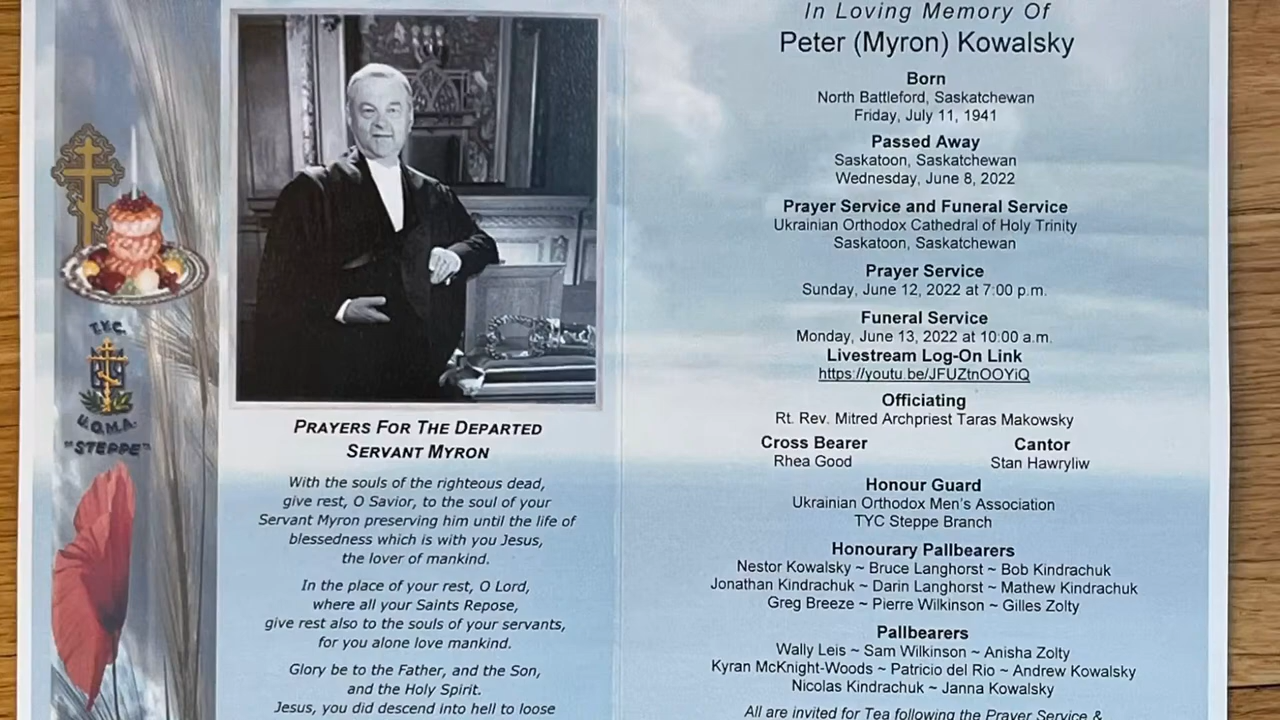 T.Y.C.
U.O.M.A.
"STEPPE"
PRAYERS FOR THE DEPARTED
SERVANT MYRON
With the souls of the righteous dead,
give rest, O Savior, to the soul of your
Servant Myron preserving him until the life of
blessedness which is with you Jesus,
the lover of mankind.
In the place of your rest, O Lord,
where all your Saints Repose,
give rest also to the souls of your servants,
for you alone love mankind.
Glory be to the Father, and the Son,
and the Holy Spirit.
Jesus, you did descend into hell to loose
In Loving Memory Of
Peter (Myron) Kowalsky
Born
North Battleford, Saskatchewan
Friday, July 11, 1941
Passed Away
Saskatoon, Saskatchewan
Wednesday, June 8, 2022
Prayer Service and Funeral Service
Ukrainian Orthodox Cathedral of Holy Trinity
Saskatoon, Saskatchewan
Prayer Service
Sunday, June 12, 2022 at 7:00 p.m.
Funeral Service
Monday, June 13, 2022 at 10:00 a.m.
Livestream Log-On Link
https://youtu.be/JFUZtnOOYiQ
Officiating
Rt. Rev. Mitred Archpriest Taras Makowsky
Cross Bearer Cantor
Rhea Good Stan Hawryliw
Honour Guard
Ukrainian Orthodox Men's Association
TYC Steppe Branch
Honourary Pallbearers
Nestor Kowalsky ~ Bruce Langhorst ~ Bob Kindrachuk
Jonathan Kindrachuk ~ Darin Langhorst ~ Mathew Kindrachuk
Greg Breeze ~ Pierre Wilkinson ~ Gilles Zolty
Pallbearers
Wally Leis ~ Sam Wilkinson ~ Anisha Zolty
Kyran McKnight-Woods ~ Patricio del Rio ~ Andrew Kowalsky
Nicolas Kindrachuk ~ Janna Kowalsky
All are invited for Tea following the Prayer Service &